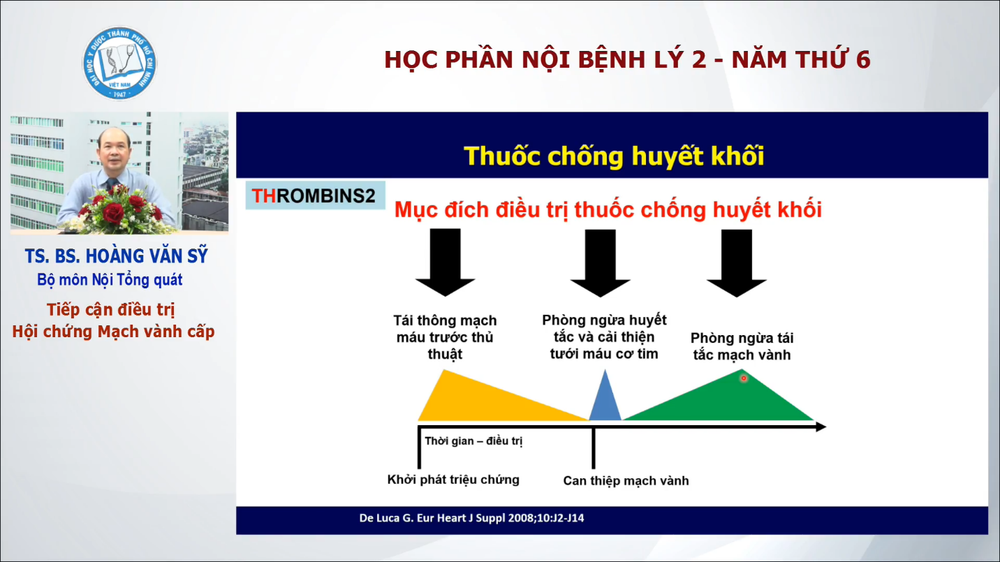 ĐẠI HỌC Y DƯỢC THÀNH PHỐ HỒ CHÍ MINH
VIỆT NAM
1947
HỌC PHẦN NỘI BỆNH LÝ 2 - NĂM THỨ 6
TS. BS. HOÀNG VĂN SỸ
Bộ môn Nội Tổng quát
Tiếp cận điều trị
Hội chứng Mạch vành cấp
Thuốc chống huyết khối
THROMBINS2
Mục đích điều trị thuốc chống huyết khối
Tái thông mạch
máu trước thủ
thuật
Phòng ngừa huyết
tắc và cải thiện
tưới máu cơ tim
Phòng ngừa tái
tắc mạch vành
Thời gian – điều trị
Khởi phát triệu chứng
Can thiệp mạch vành
De Luca G. Eur Heart J Suppl 2008;10:J2-J14